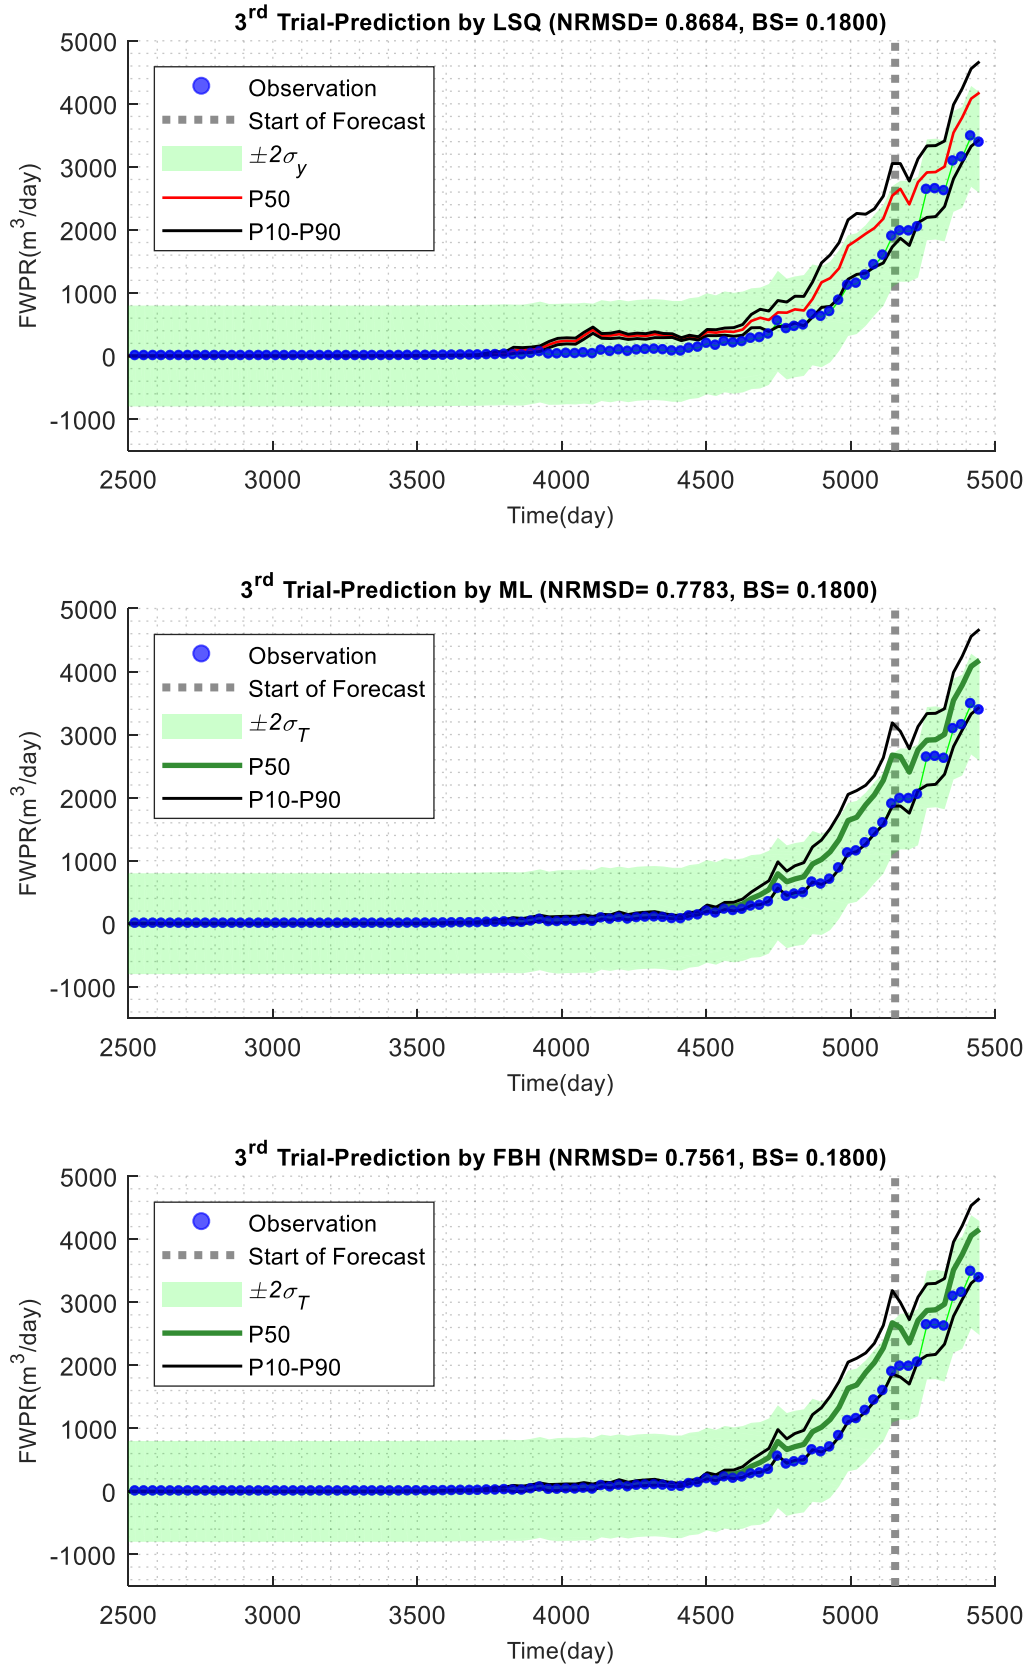 3rd Trial-Prediction by LSQ (NRMSD= 0.8684, BS= 0.1800)
5000
4000
3000
2000
1000
0
-1000
FWPR(m3/day)
Observation
Start of Forecast
±2σy
P50
P10-P90
2500 3000 3500 4000 4500 5000 5500
Time(day)
3rd Trial-Prediction by ML (NRMSD= 0.7783, BS= 0.1800)
5000
4000
3000
2000
1000
0
-1000
FWPR(m3/day)
Observation
Start of Forecast
±2σT
P50
P10-P90
2500 3000 3500 4000 4500 5000 5500
Time(day)
3rd Trial-Prediction by FBH (NRMSD= 0.7561, BS= 0.1800)
5000
4000
3000
2000
1000
0
-1000
FWPR(m3/day)
Observation
Start of Forecast
±2σT
P50
P10-P90
2500 3000 3500 4000 4500 5000 5500
Time(day)